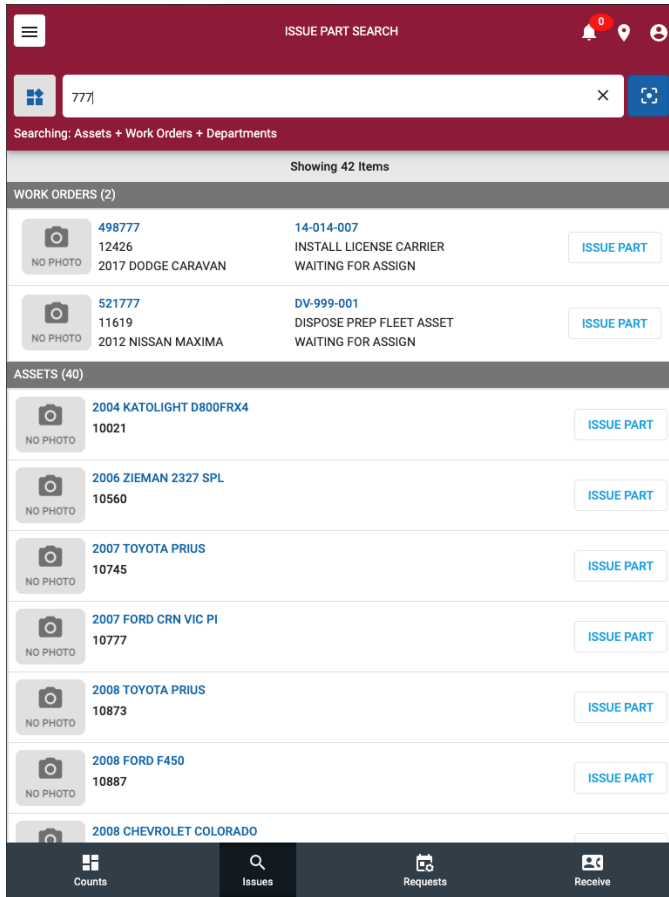 ISSUE PART SEARCH
0
777
Searching: Assets + Work Orders + Departments
Showing 42 Items
WORK ORDERS (2)
NO PHOTO
498777
12426
2017 DODGE CARAVAN
14-014-007
INSTALL LICENSE CARRIER
WAITING FOR ASSIGN
ISSUE PART
NO PHOTO
521777
11619
2012 NISSAN MAXIMA
DV-999-001
DISPOSE PREP FLEET ASSET
WAITING FOR ASSIGN
ISSUE PART
ASSETS (40)
NO PHOTO
2004 KATOLIGHT D800FRX4
10021
ISSUE PART
NO PHOTO
2006 ZIEMAN 2327 SPL
10560
ISSUE PART
NO PHOTO
2007 TOYOTA PRIUS
10745
ISSUE PART
NO PHOTO
2007 FORD CRN VIC PI
10777
ISSUE PART
NO PHOTO
2008 TOYOTA PRIUS
10873
ISSUE PART
NO PHOTO
2008 FORD F450
10887
ISSUE PART
2008 CHEVROLET COLORADO
Counts
Issues
Requests
Receive